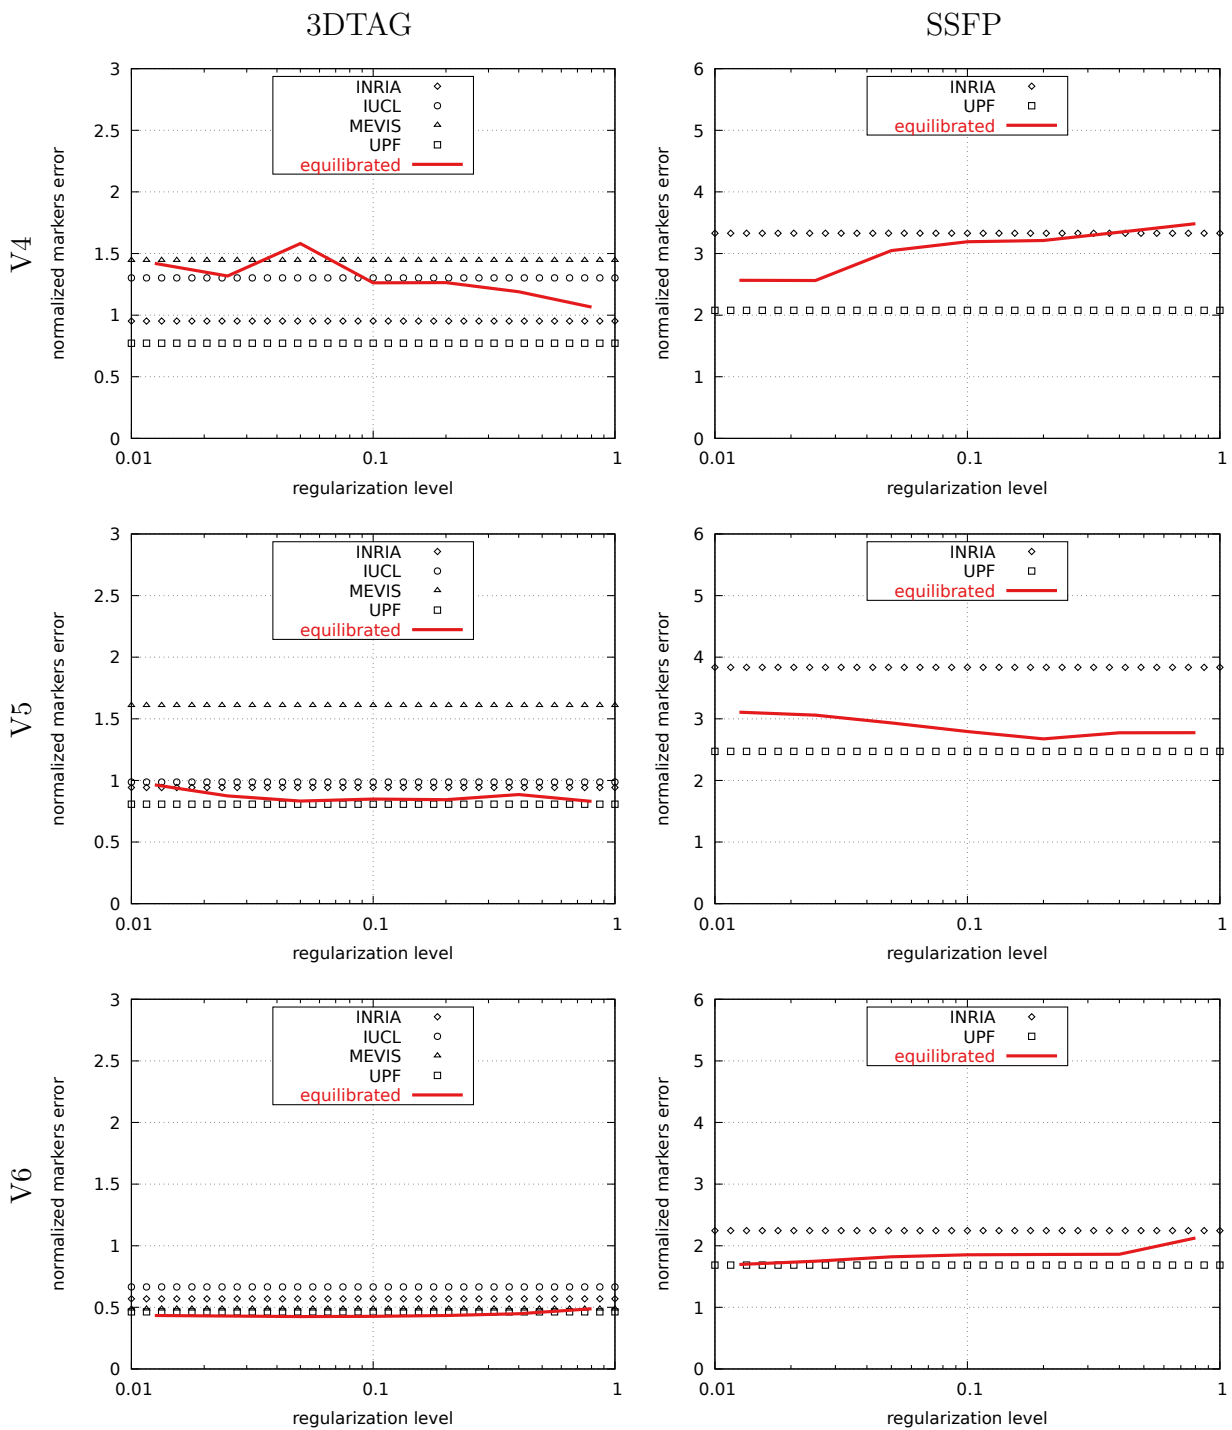 3DTAG
SSFP
V4
normalized markers error
3
2.5
2
1.5
1
0.5
0
0.01
0.1
1
regularization level
INRIA
IUCL
MEVIS
UPF
equilibrated
normalized markers error
6
5
4
3
2
1
0
0.01
0.1
1
regularization level
INRIA
UPF
equilibrated
V5
normalized markers error
3
2.5
2
1.5
1
0.5
0
0.01
0.1
1
regularization level
INRIA
IUCL
MEVIS
UPF
equilibrated
normalized markers error
6
5
4
3
2
1
0
0.01
0.1
1
regularization level
INRIA
UPF
equilibrated
V6
normalized markers error
3
2.5
2
1.5
1
0.5
0
0.01
0.1
1
regularization level
INRIA
IUCL
MEVIS
UPF
equilibrated
normalized markers error
6
5
4
3
2
1
0
0.01
0.1
1
regularization level
INRIA
UPF
equilibrated